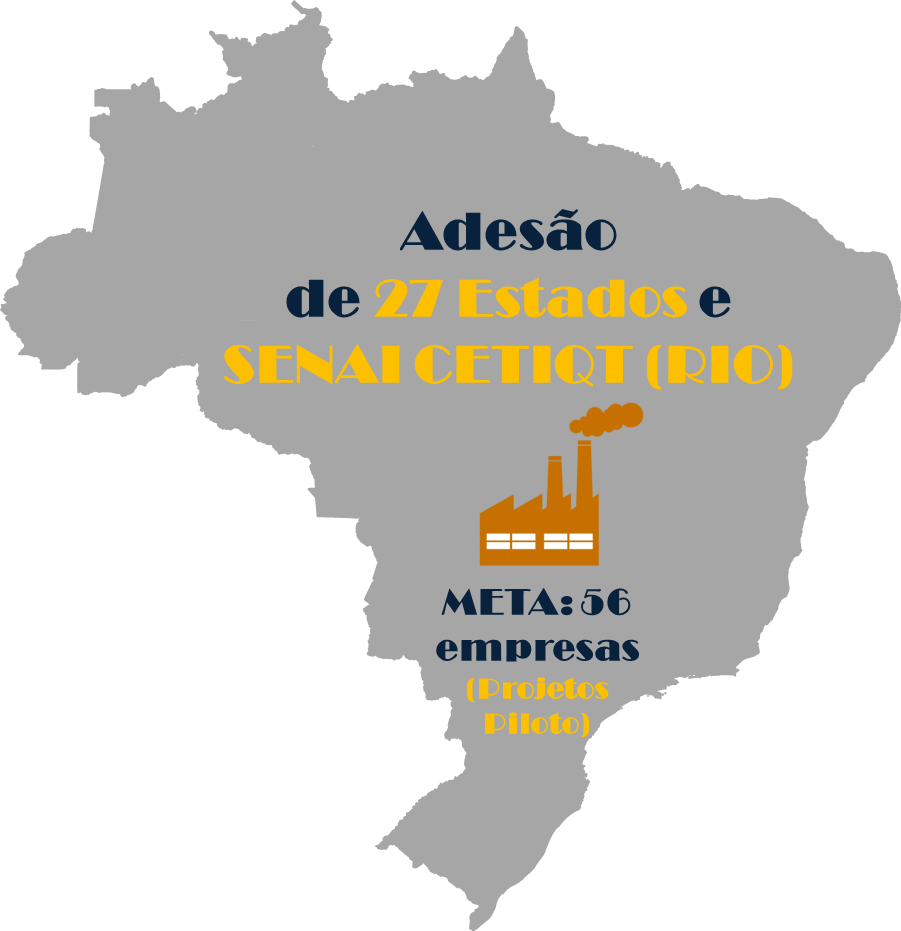 Adesão
de 27 Estados e
SENAI CETIQT (RIO)
META: 56
empresas
(Projetos
Piloto)